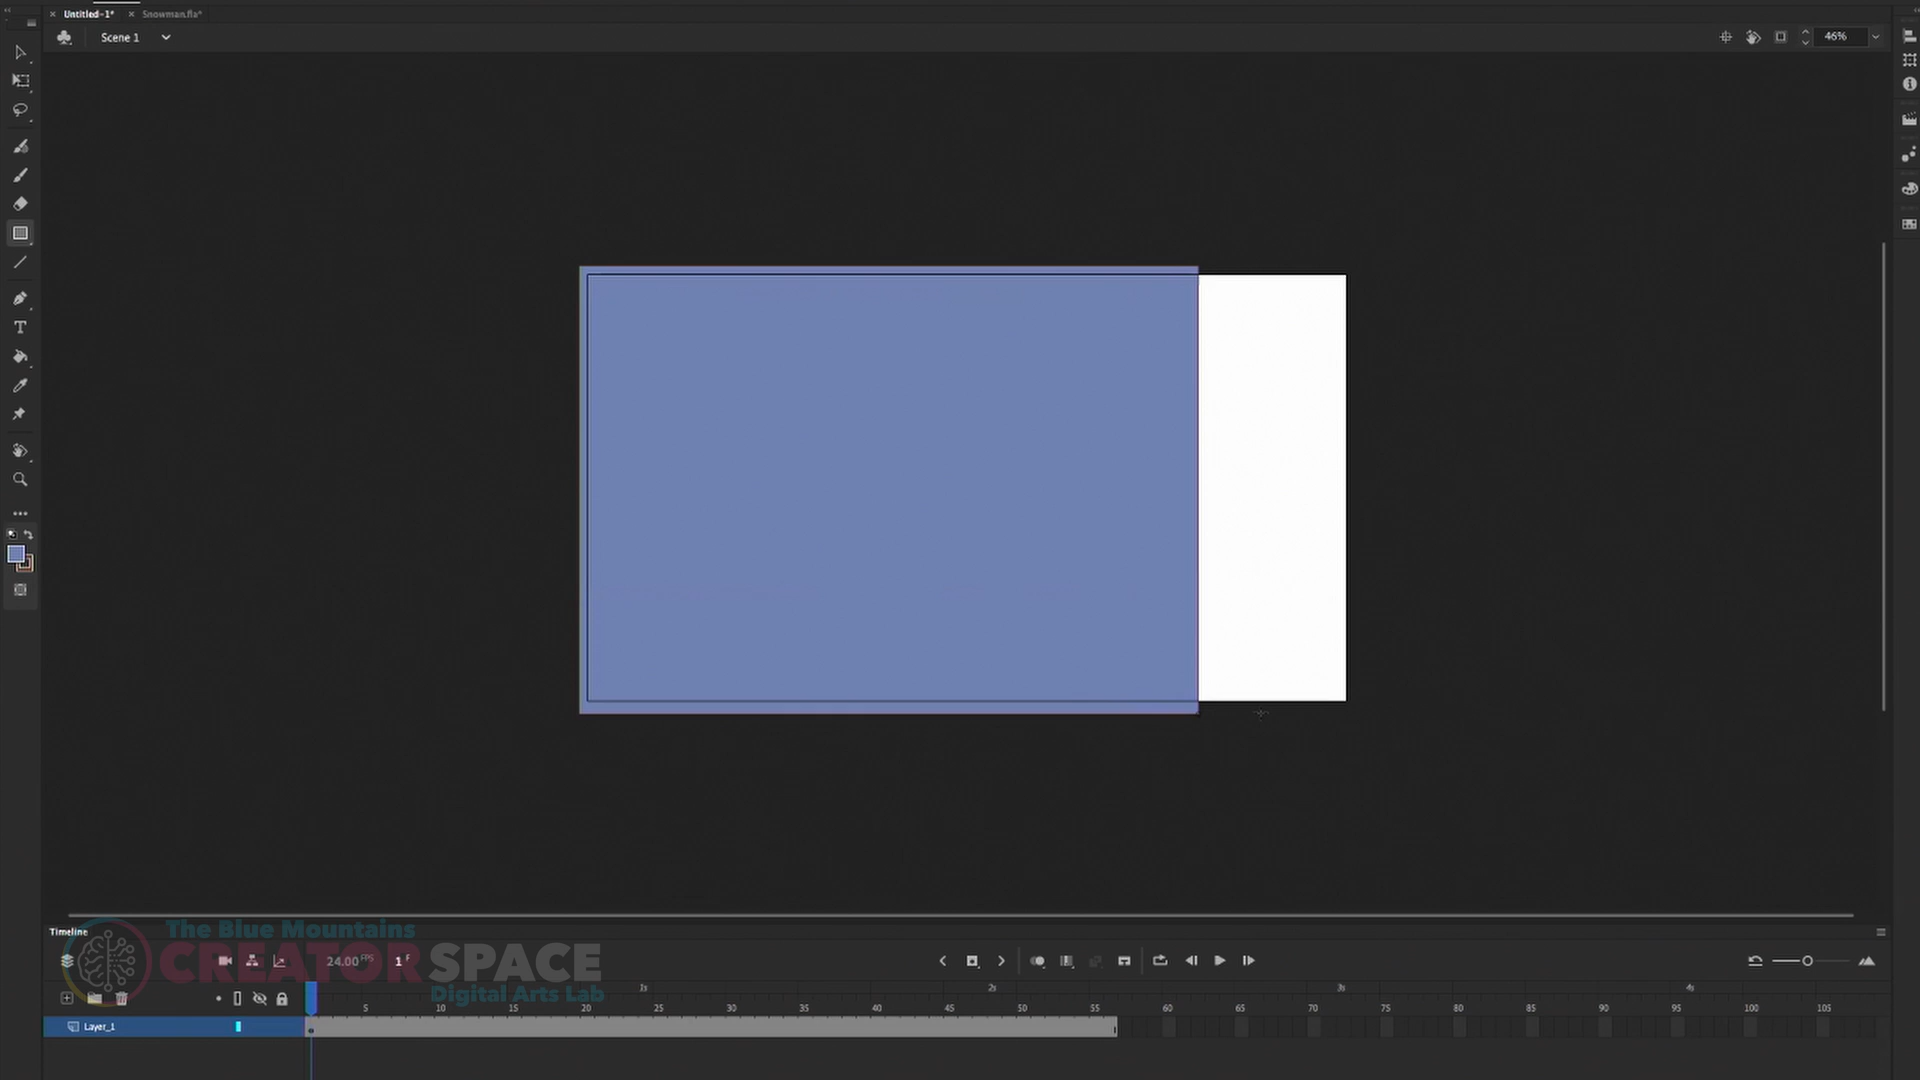 Untitled-1*
Snowman.fla*
Scene 1
46%
Timeline
The Blue Mountains
CREATOR SPACE
Digital Arts Lab
24.00 FPS
1 F
1s 2s 3s 4s
5 10 15 20 25 30 35 40 45 50 55 60 65 70 75 80 85 90 95 100 105
Layer_1